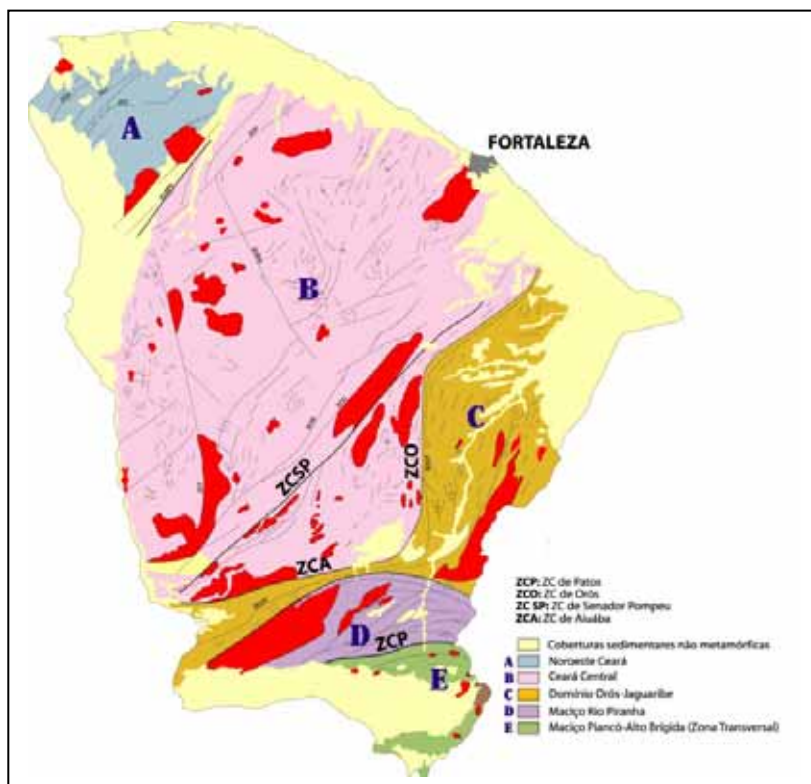 A
FORTALEZA
B
C
ZCO
ZCSP
ZCA
D
ZCP
E
ZCP: ZC de Patos
ZCO: ZC de Orós
ZC SP: ZC de Senador Pompeu
ZCA: ZC de Aiuába
Coberturas sedimentares não metamórficas
A Noroeste Ceará
B Ceará Central
C Domínio Orós-Jaguaribe
D Maciço Rio Piranha
E Maciço Piancó-Alto Brígida (Zona Transversal)